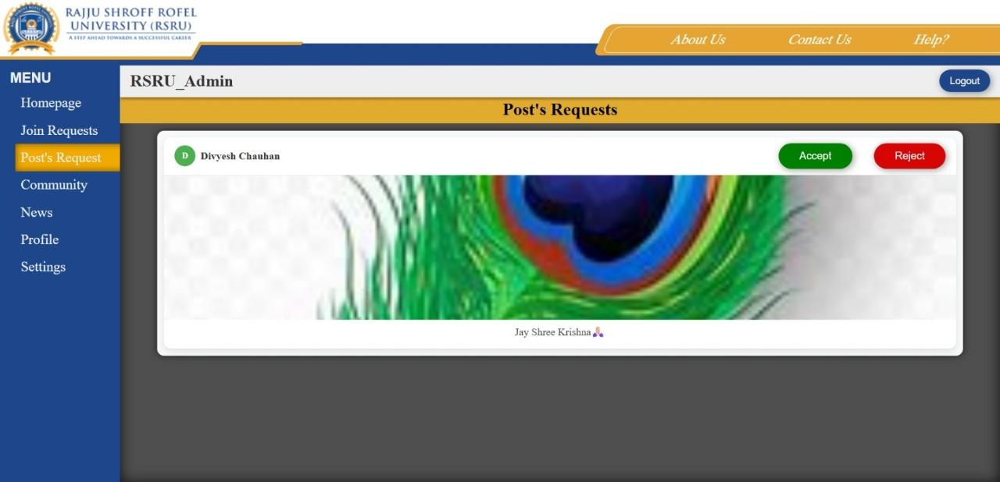 RAJJU SHROFF ROFEL
UNIVERSITY (RSRU)
A STEP AHEAD TOWARDS A SUCCESSFUL CAREER
About Us
Contact Us
Help?
MENU
Homepage
Join Requests
Post's Request
Community
News
Profile
Settings
RSRU_Admin
Logout
Post's Requests
D
Divyesh Chauhan
Accept
Reject
Jay Shree Krishna🙏